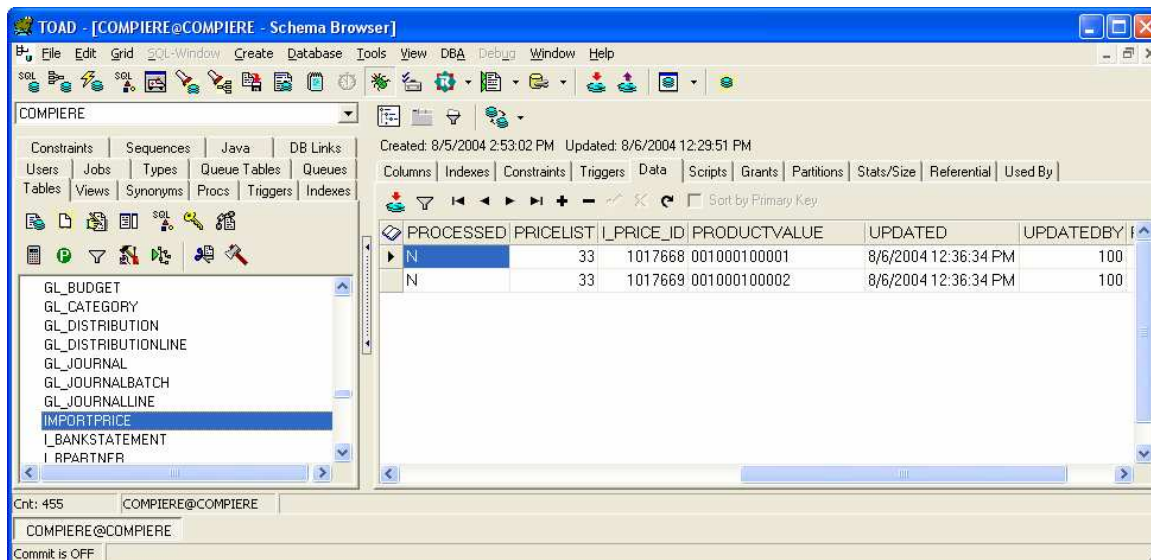 TOAD - [COMPIERE@COMPIERE - Schema Browser]
File Edit Grid SQL-Window Create Database Tools View DBA Debug Window Help
COMPIERE
Created: 8/5/2004 2:53:02 PM Updated: 8/6/2004 12:29:51 PM
Constraints Sequences Java DB Links
Users Jobs Types Queue Tables Queues
Tables Views Synonyms Procs Triggers Indexes
Columns Indexes Constraints Triggers Data Scripts Grants Partitions Stats/Size Referential Used By
Sort by Primary Key
PROCESSED PRICELIST I_PRICE_ID PRODUCTVALUE UPDATED UPDATEDBY
N 33 1017668 001000100001 8/6/2004 12:36:34 PM 100
N 33 1017669 001000100002 8/6/2004 12:36:34 PM 100
GL_BUDGET
GL_CATEGORY
GL_DISTRIBUTION
GL_DISTRIBUTIONLINE
GL_JOURNAL
GL_JOURNALBATCH
GL_JOURNALLINE
IMPORTPRICE
I_BANKSTATEMENT
I_BPARTNER
Cnt: 455 COMPIERE@COMPIERE
COMPIERE@COMPIERE
Commit is OFF